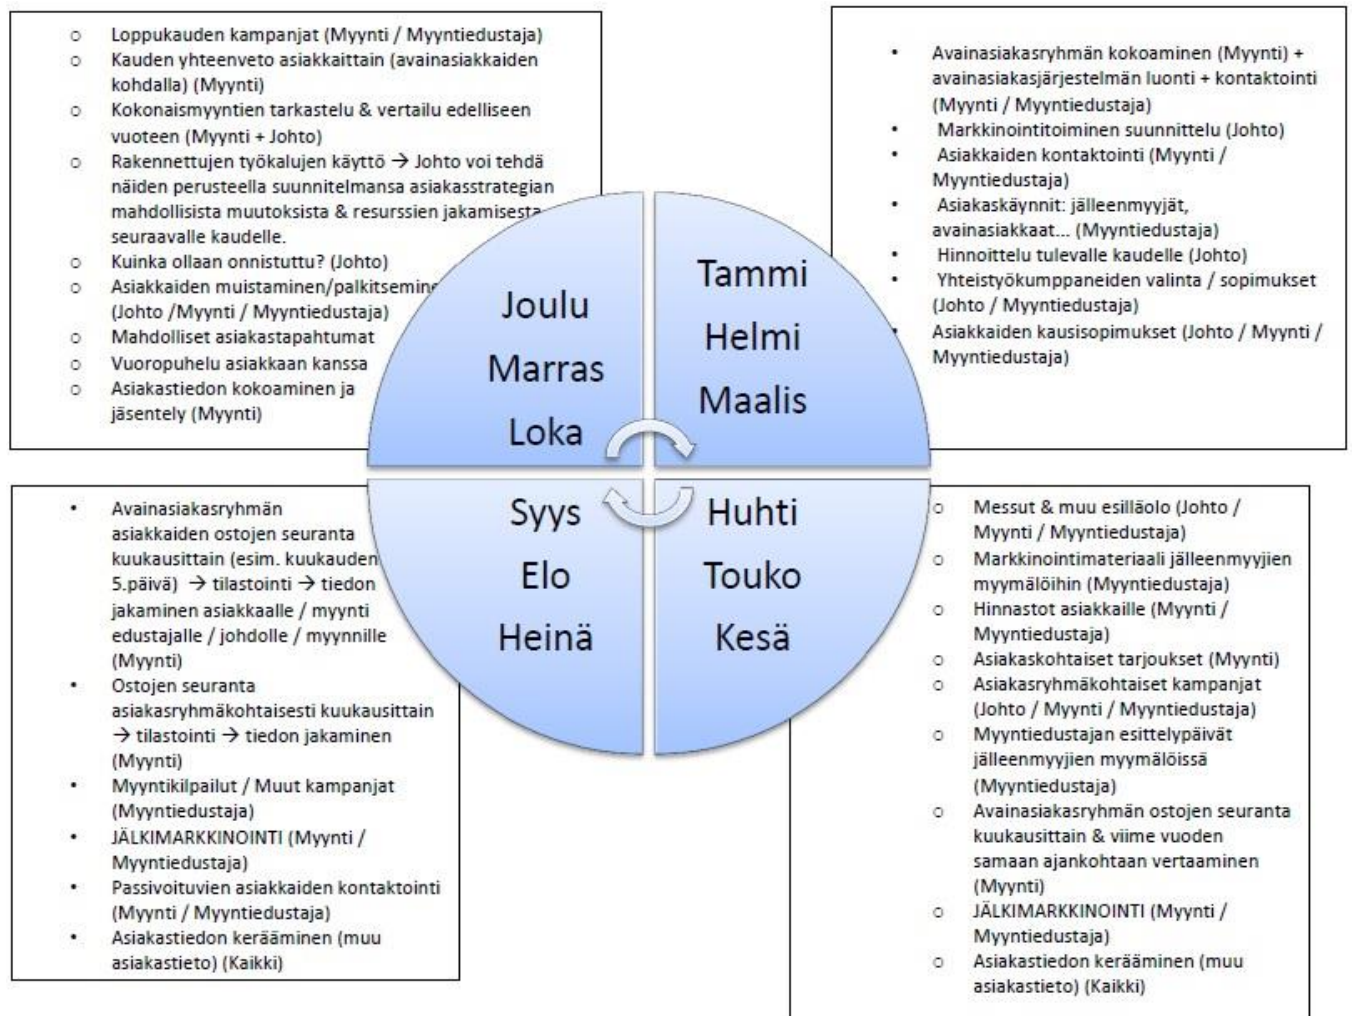 Loppukauden kampanjat (Myynti / Myyntiedustaja)
Kauden yhteenveto asiakkaittain (avainasiakkaiden
kohdalla) (Myynti)
Kokonaismyyntien tarkastelu & vertailu edelliseen
vuoteen (Myynti + Johto)
Rakennettujen työkalujen käyttö → Johto voi tehdä
näiden perusteella suunnitelmansa asiakasstrategian
mahdollisista muutoksista & resurssien jakamisesta
seuraavalle kaudelle.
Kuinka ollaan onnistuttu? (Johto)
Asiakkaiden muistaminen/palkitsemine
(Johto /Myynti / Myyntiedustaja)
Mahdolliset asiakastapahtumat
Vuoropuhelu asiakkaan kanssa
Asiakastiedon kokoaminen ja
jäsentely (Myynti)
Avainasiakasryhmän kokoaminen (Myynti) +
avainasiakasjärjestelmän luonti + kontaktointi
(Myynti / Myyntiedustaja)
Markkinointitoiminen suunnittelu (Johto)
Asiakkaiden kontaktointi (Myynti /
Myyntiedustaja)
Asiakaskäynnit: jälleenmyyjät,
avainasiakkaat... (Myyntiedustaja)
Hinnoittelu tulevalle kaudelle (Johto)
Yhteistyökumppaneiden valinta / sopimukset
(Johto / Myyntiedustaja)
Asiakkaiden kausisopimukset (Johto / Myynti /
Myyntiedustaja)
Joulu
Marras
Loka
Tammi
Helmi
Maalis
Syys
Elo
Heinä
Huhti
Touko
Kesä
Avainasiakasryhmän
asiakkaiden ostojen seuranta
kuukausittain (esim. kuukauden
5.päivä) → tilastointi → tiedon
jakaminen asiakkaalle / myynti
edustajalle / johdolle / myynnille
(Myynti)
Ostojen seuranta
asiakasryhmäkohtaisesti kuukausittain
→ tilastointi → tiedon jakaminen
(Myynti)
Myyntikilpailut / Muut kampanjat
(Myyntiedustaja)
JÄLKIMARKKINOINTI (Myynti /
Myyntiedustaja)
Passivoituvien asiakkaiden kontaktointi
(Myynti / Myyntiedustaja)
Asiakastiedon kerääminen (muu
asiakastieto) (Kaikki)
Messut & muu esilläolo (Johto /
Myynti / Myyntiedustaja)
Markkinointimateriaali jälleenmyyjien
myymälöihin (Myyntiedustaja)
Hinnastot asiakkaille (Myynti /
Myyntiedustaja)
Asiakaskohtaiset tarjoukset (Myynti)
Asiakasryhmäkohtaiset kampanjat
(Johto / Myynti / Myyntiedustaja)
Myyntiedustajan esittelypäivät
jälleenmyyjien myymälöissä
(Myyntiedustaja)
Avainasiakasryhmän ostojen seuranta
kuukausittain & viime vuoden
samaan ajankohtaan vertaaminen
(Myynti)
JÄLKIMARKKINOINTI (Myynti /
Myyntiedustaja)
Asiakastiedon kerääminen (muu
asiakastieto) (Kaikki)